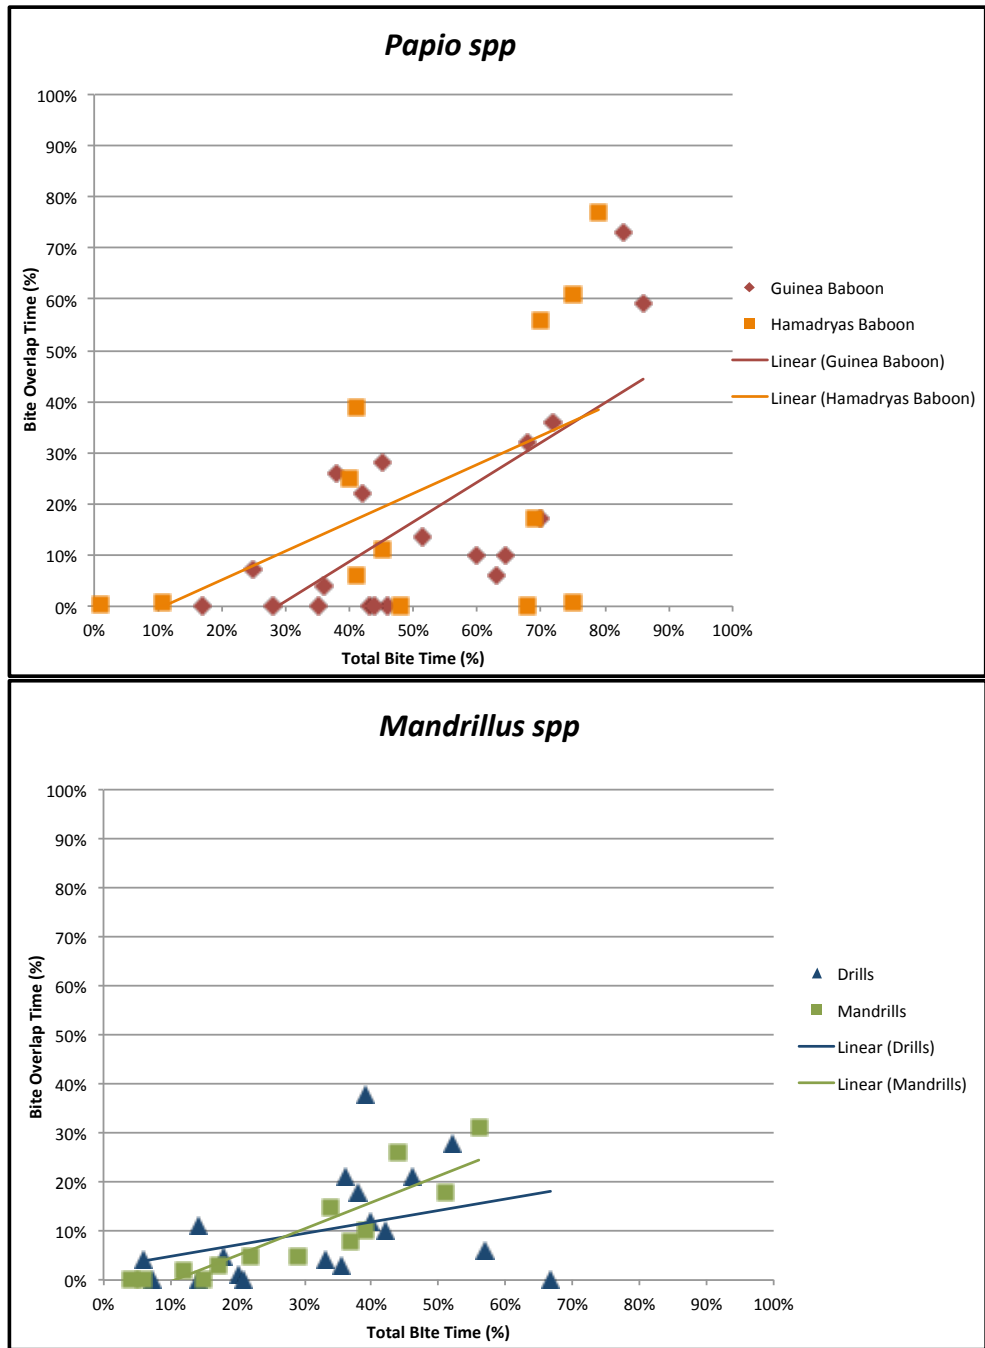 Papio spp
100%
90%
80%
70%
60%
50%
40%
30%
20%
10%
0%
Bite Overlap Time (%)
0% 10% 20% 30% 40% 50% 60% 70% 80% 90% 100%
Total Bite Time (%)
Guinea Baboon
Hamadryas Baboon
Linear (Guinea Baboon)
Linear (Hamadryas Baboon)
Mandrillus spp
100%
90%
80%
70%
60%
50%
40%
30%
20%
10%
0%
Bite Overlap Time (%)
0% 10% 20% 30% 40% 50% 60% 70% 80% 90% 100%
Total BIte Time (%)
Drills
Mandrills
Linear (Drills)
Linear (Mandrills)